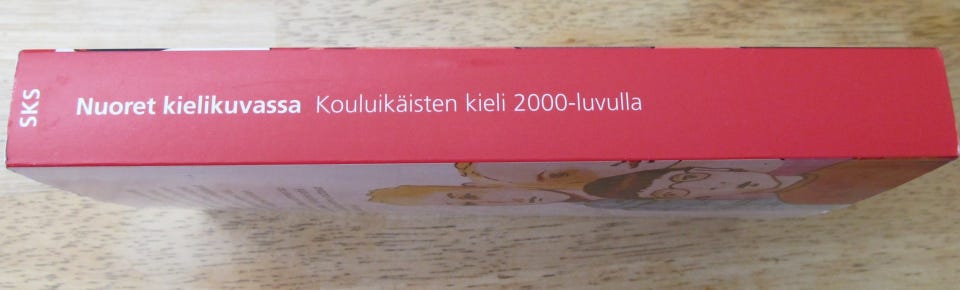 SKS
Nuoret kielikuvassa Kouluikäisten kieli 2000-luvulla